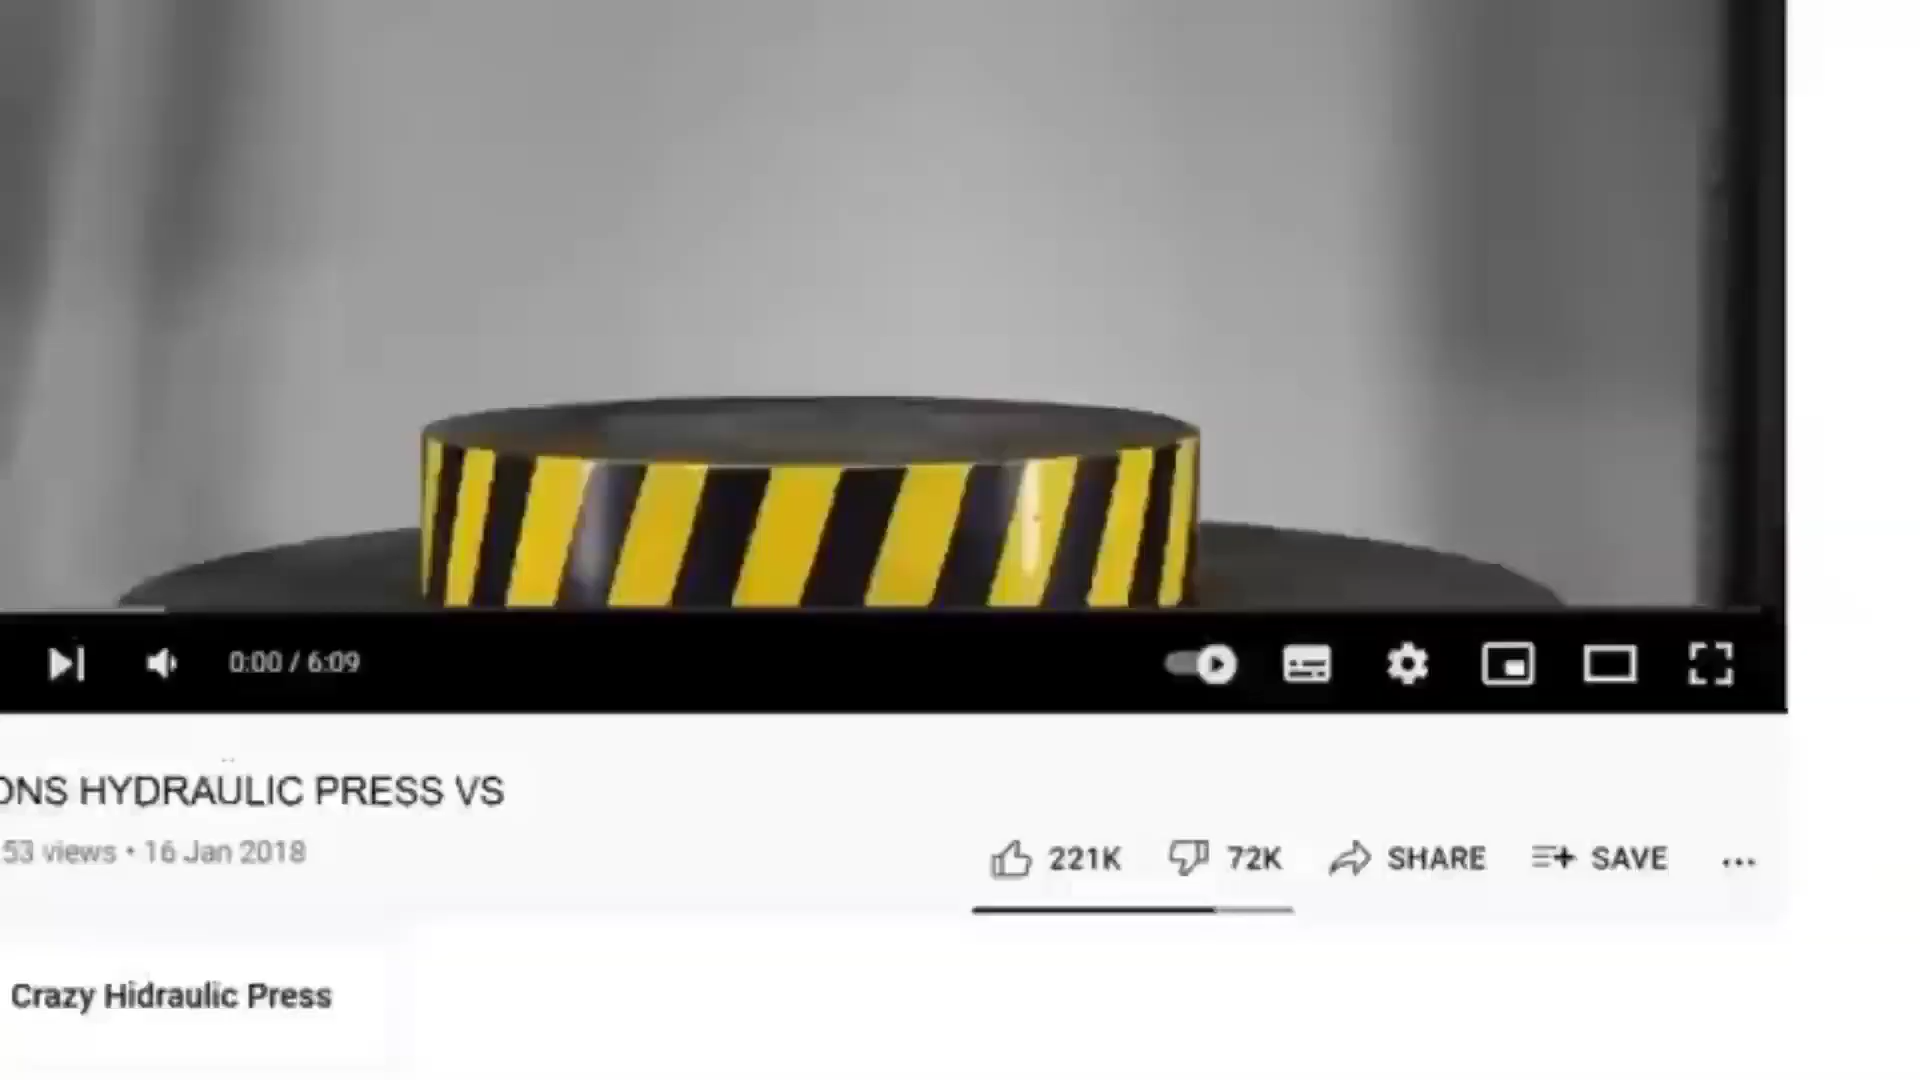 0:00 / 6:09
ONS HYDRAULIC PRESS VS
53 views • 16 Jan 2018
221K
72K
SHARE
SAVE
Crazy Hidraulic Press